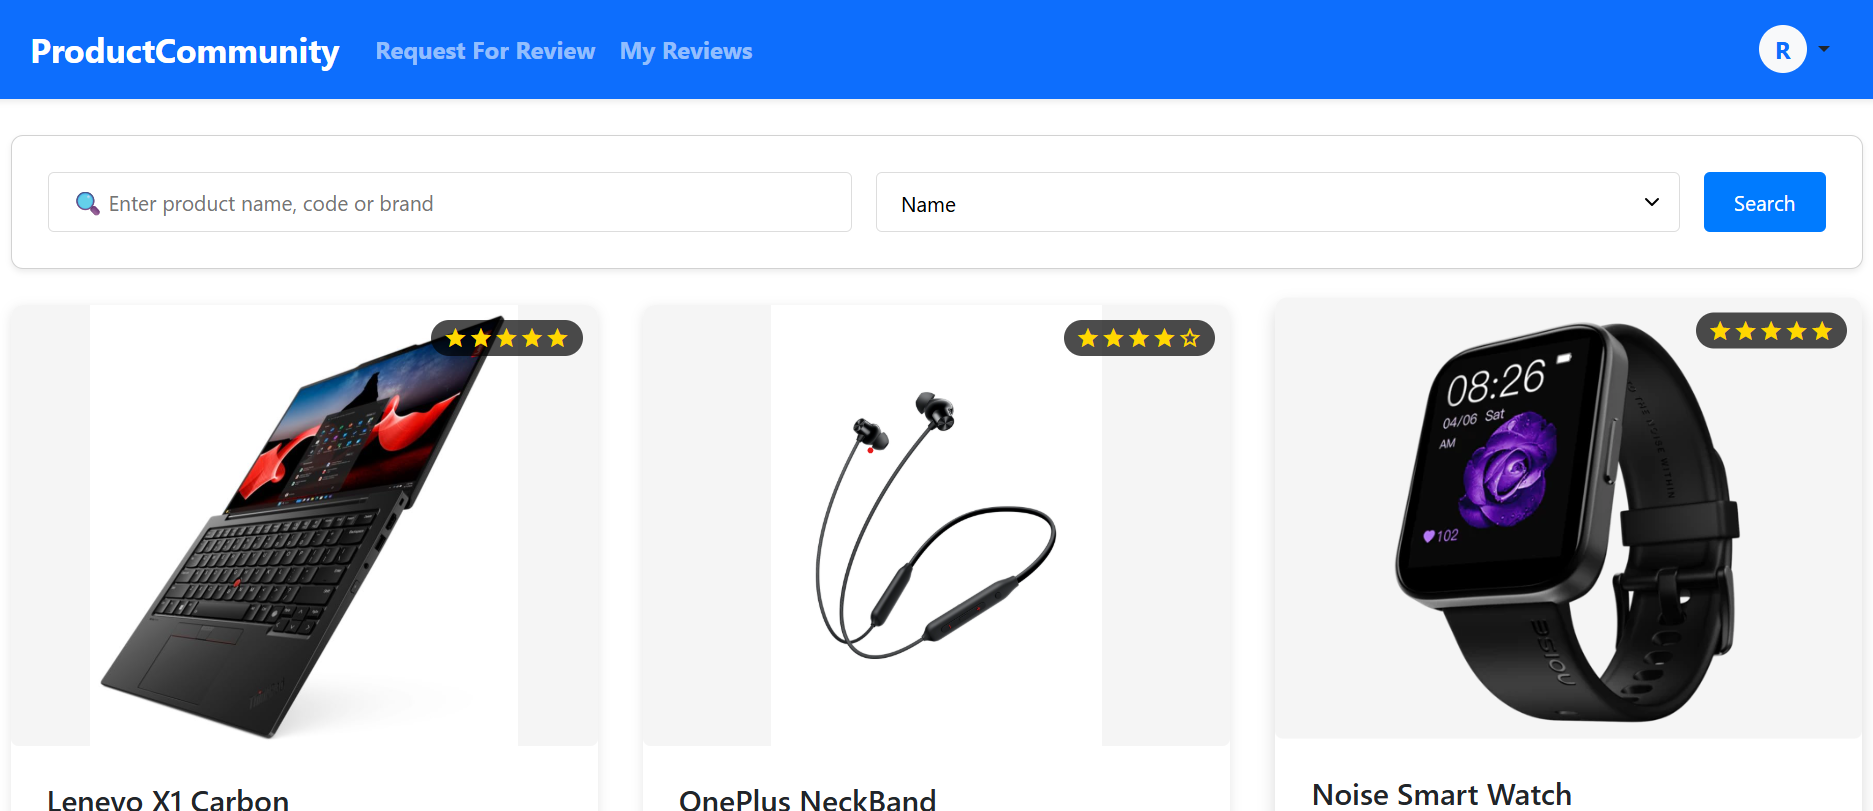 ProductCommunity Request For Review My Reviews R
Enter product name, code or brand Name Search
08:26
04/06 Sat
AM
102
noise
Lenevo X1 Carbon OnePlus NeckBand Noise Smart Watch